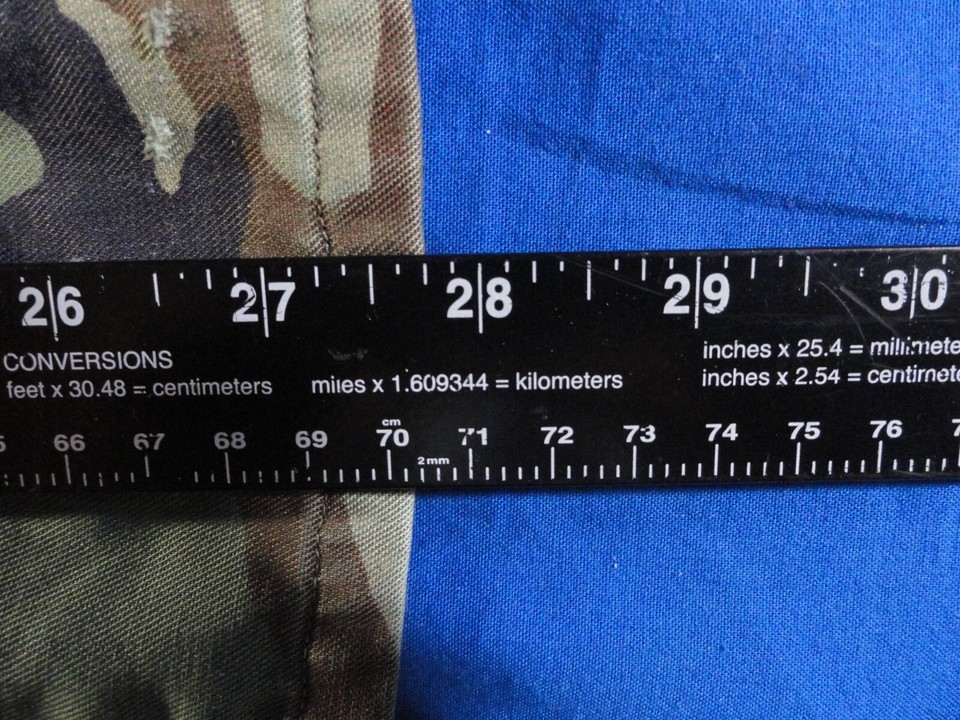 26 27 28 29 30
CONVERSIONS
feet x 30.48 = centimeters miles x 1.609344 = kilometers
inches x 25.4 =
inches x 2.54 =
cm
66 67 68 69 70 71 72 73 74 75 76
2mm